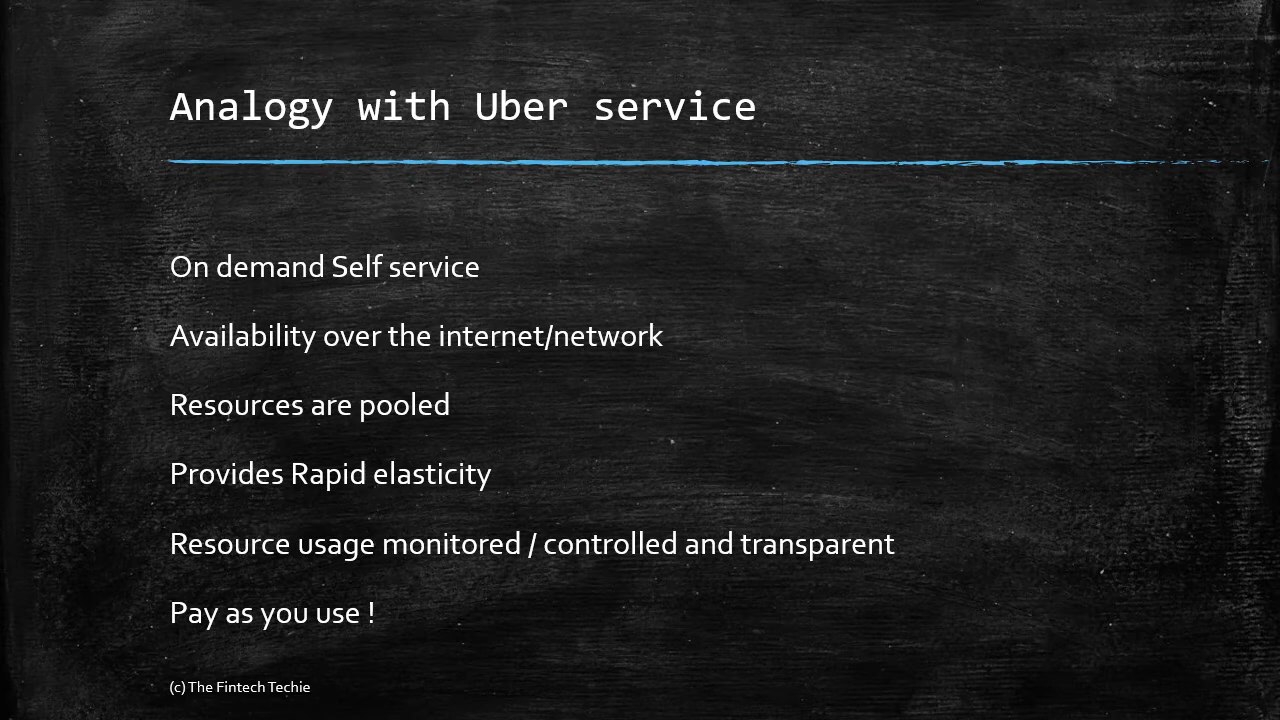 Analogy with Uber service
On demand Self service
Availability over the internet/network
Resources are pooled
Provides Rapid elasticity
Resource usage monitored / controlled and transparent
Pay as you use !
(c) The Fintech Techie